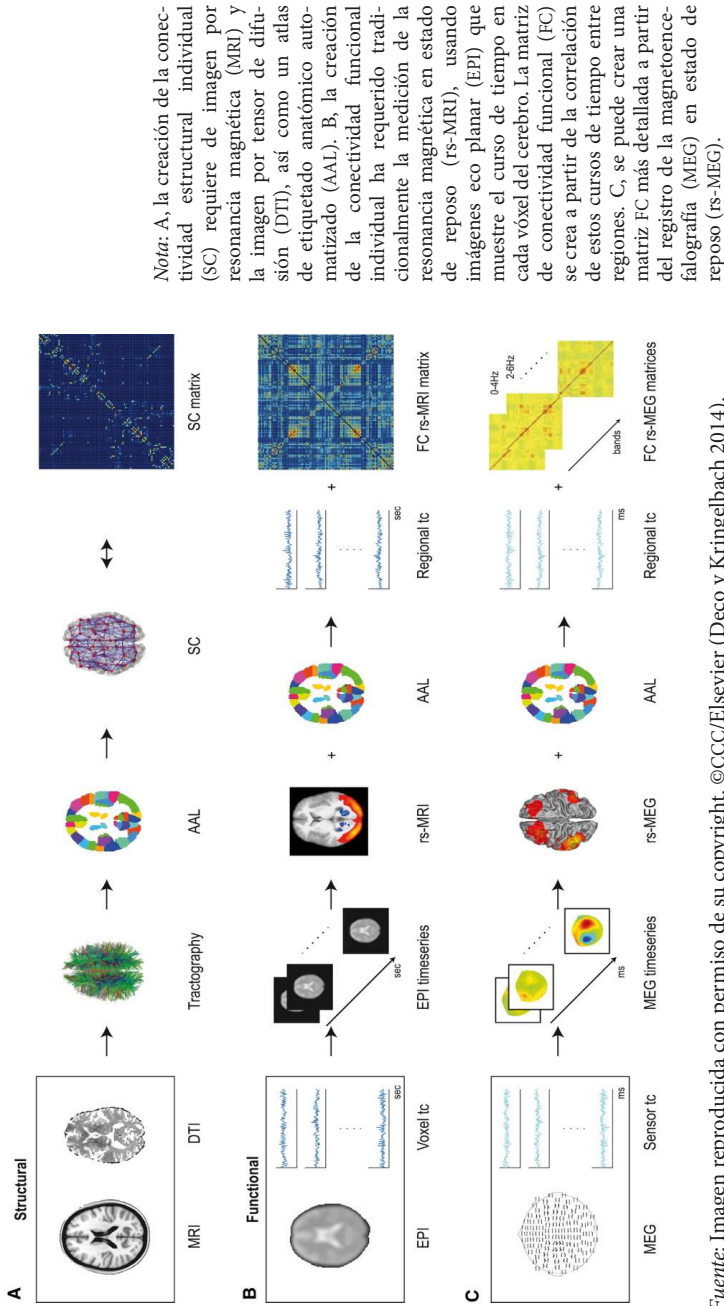 A
Structural
MRI
DTI
Tractography
AAL
SC
SC matrix
B
Functional
EPI
Voxel tc
sec
EPI timeseries
sec
rs-MRI
+
AAL
Regional tc
sec
+
FC rs-MRI matrix
C
MEG
Sensor tc
ms
MEG timeseries
ms
rs-MEG
+
AAL
Regional tc
ms
+
0-4Hz
2-6Hz
bands
FC rs-MEG matrices
Nota: A, la creación de la conec-
tividad estructural individual
(SC) requiere de imagen por
resonancia magnética (MRI) y
la imagen por tensor de difu-
sión (DTI), así como un atlas
de etiquetado anatómico auto-
matizado (AAL). B, la creación
de la conectividad funcional
individual ha requerido tradi-
cionalmente la medición de la
resonancia magnética en estado
de reposo (rs-MRI), usando
imágenes eco planar (EPI) que
muestre el curso de tiempo en
cada vóxel del cerebro. La matriz
de conectividad funcional (FC)
se crea a partir de la correlación
de estos cursos de tiempo entre
regiones. C, se puede crear una
matriz FC más detallada a partir
del registro de la magnetoence-
falografía (MEG) en estado de
reposo (rs-MEG).
Fuente: Imagen reproducida con permiso de su copyright. ©CCC/Elsevier (Deco y Kringelbach 2014).